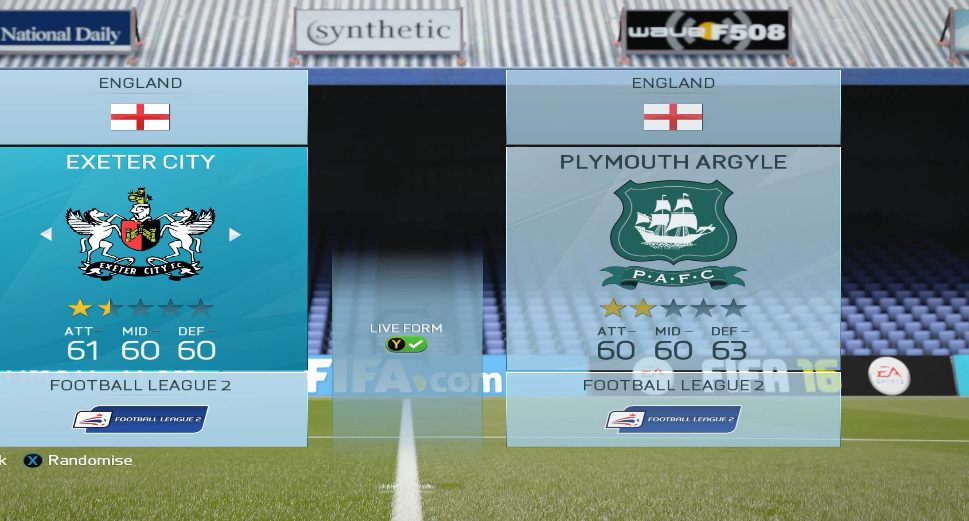 National Daily
synthetic
wave F508
ENGLAND
ENGLAND
EXETER CITY
PLYMOUTH ARGYLE
EXETER CITY F.C.
P·A·F·C
ATT MID DEF
61 60 60
ATT MID DEF
60 60 63
LIVE FORM
Y
FIFA.com
FIFA 16
EA
SPORTS
FOOTBALL LEAGUE 2
FOOTBALL LEAGUE 2
FOOTBALL LEAGUE 2
FOOTBALL LEAGUE 2
k X Randomise